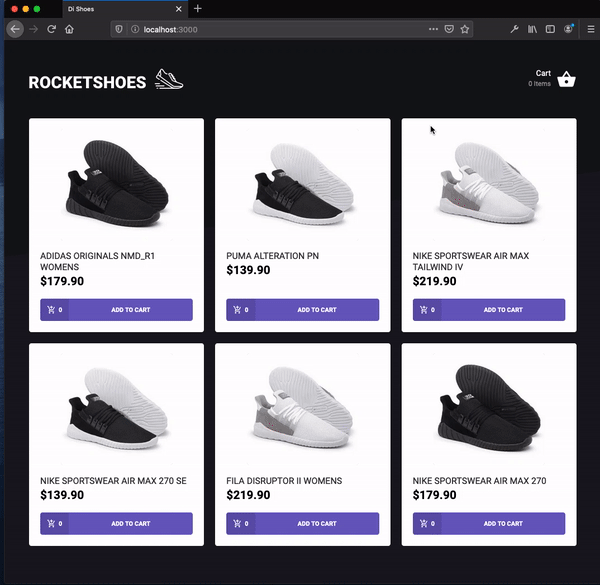 Di Shoes
localhost:3000
ROCKETSHOES
Cart
0 Items
ADIDAS ORIGINALS NMD_R1
WOMENS
$179.90
0 ADD TO CART
PUMA ALTERATION PN
$139.90
0 ADD TO CART
NIKE SPORTSWEAR AIR MAX
TAILWIND IV
$219.90
0 ADD TO CART
NIKE SPORTSWEAR AIR MAX 270 SE
$139.90
0 ADD TO CART
FILA DISRUPTOR II WOMENS
$219.90
0 ADD TO CART
NIKE SPORTSWEAR AIR MAX 270
$179.90
0 ADD TO CART